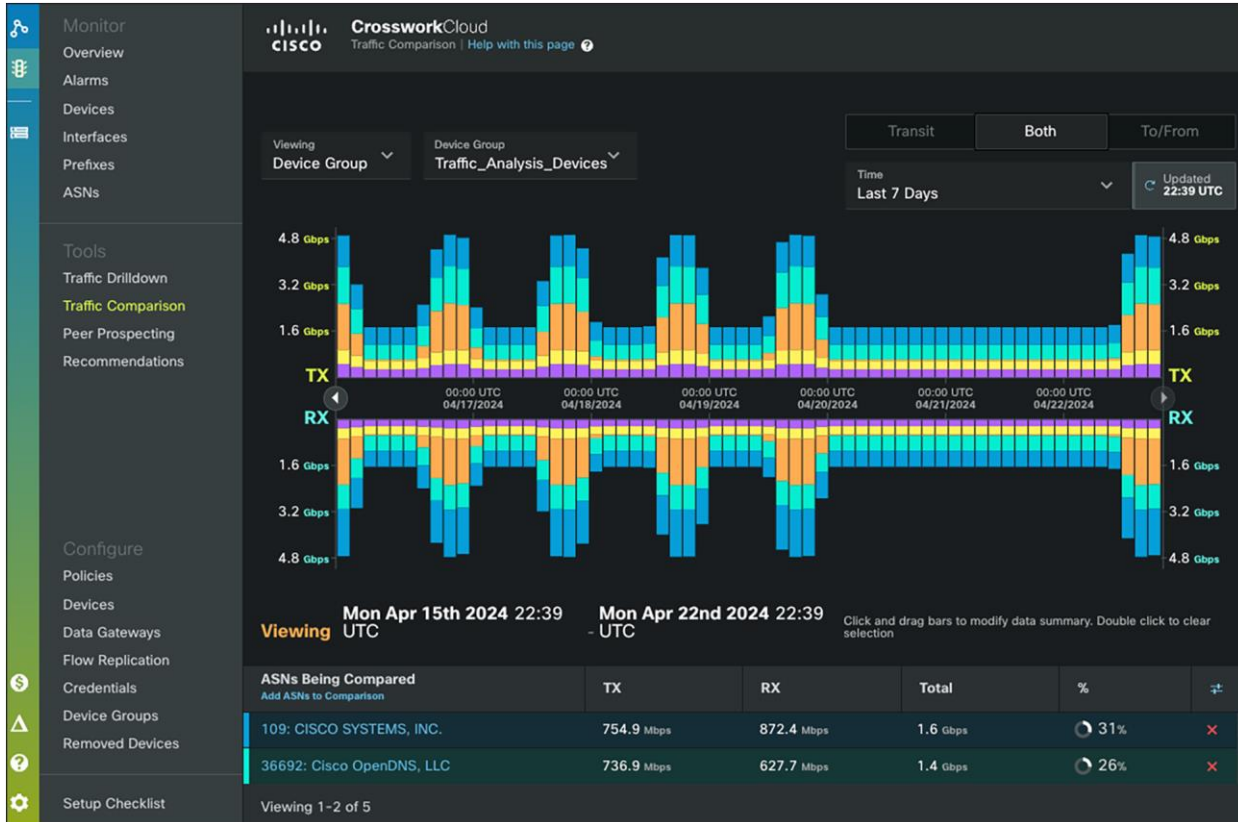 Monitor
Overview
Alarms
Devices
Interfaces
Prefixes
ASNs
Tools
Traffic Drilldown
Traffic Comparison
Peer Prospecting
Recommendations
Configure
Policies
Devices
Data Gateways
Flow Replication
Credentials
Device Groups
Removed Devices
Setup Checklist
CISCO
CrossworkCloud
Traffic Comparison | Help with this page ?
Viewing
Device Group
Device Group
Traffic_Analysis_Devices
Transit Both To/From
Time
Last 7 Days
Updated
22:39 UTC
4.8 Gbps 4.8 Gbps
3.2 Gbps 3.2 Gbps
1.6 Gbps 1.6 Gbps
TX TX
00:00 UTC 00:00 UTC 00:00 UTC 00:00 UTC 00:00 UTC 00:00 UTC
04/17/2024 04/18/2024 04/19/2024 04/20/2024 04/21/2024 04/22/2024
RX RX
1.6 Gbps 1.6 Gbps
3.2 Gbps 3.2 Gbps
4.8 Gbps 4.8 Gbps
Viewing Mon Apr 15th 2024 22:39 UTC - Mon Apr 22nd 2024 22:39 UTC
Click and drag bars to modify data summary. Double click to clear
selection
ASNs Being Compared TX RX Total %
Add ASNs to Comparison
109: CISCO SYSTEMS, INC. 754.9 Mbps 872.4 Mbps 1.6 Gbps 31%
36692: Cisco OpenDNS, LLC 736.9 Mbps 627.7 Mbps 1.4 Gbps 26%
Viewing 1-2 of 5